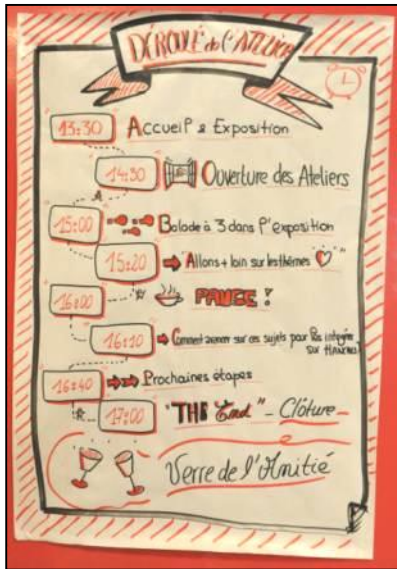 DÉROULÉ de l'ATELIER
13:30 Accueil & Exposition
14:30 Ouverture des Ateliers
15:00 Balade à 3 dans l'exposition
15:20 Allons + loin sur les thèmes "♡"
16:00 PAUSE !
16:10 Comment avancer sur ces sujets pour les intégrer
sur
16:40 Prochaines étapes
17:00 "THE End" - Clôture -
Verre de l'Amitié